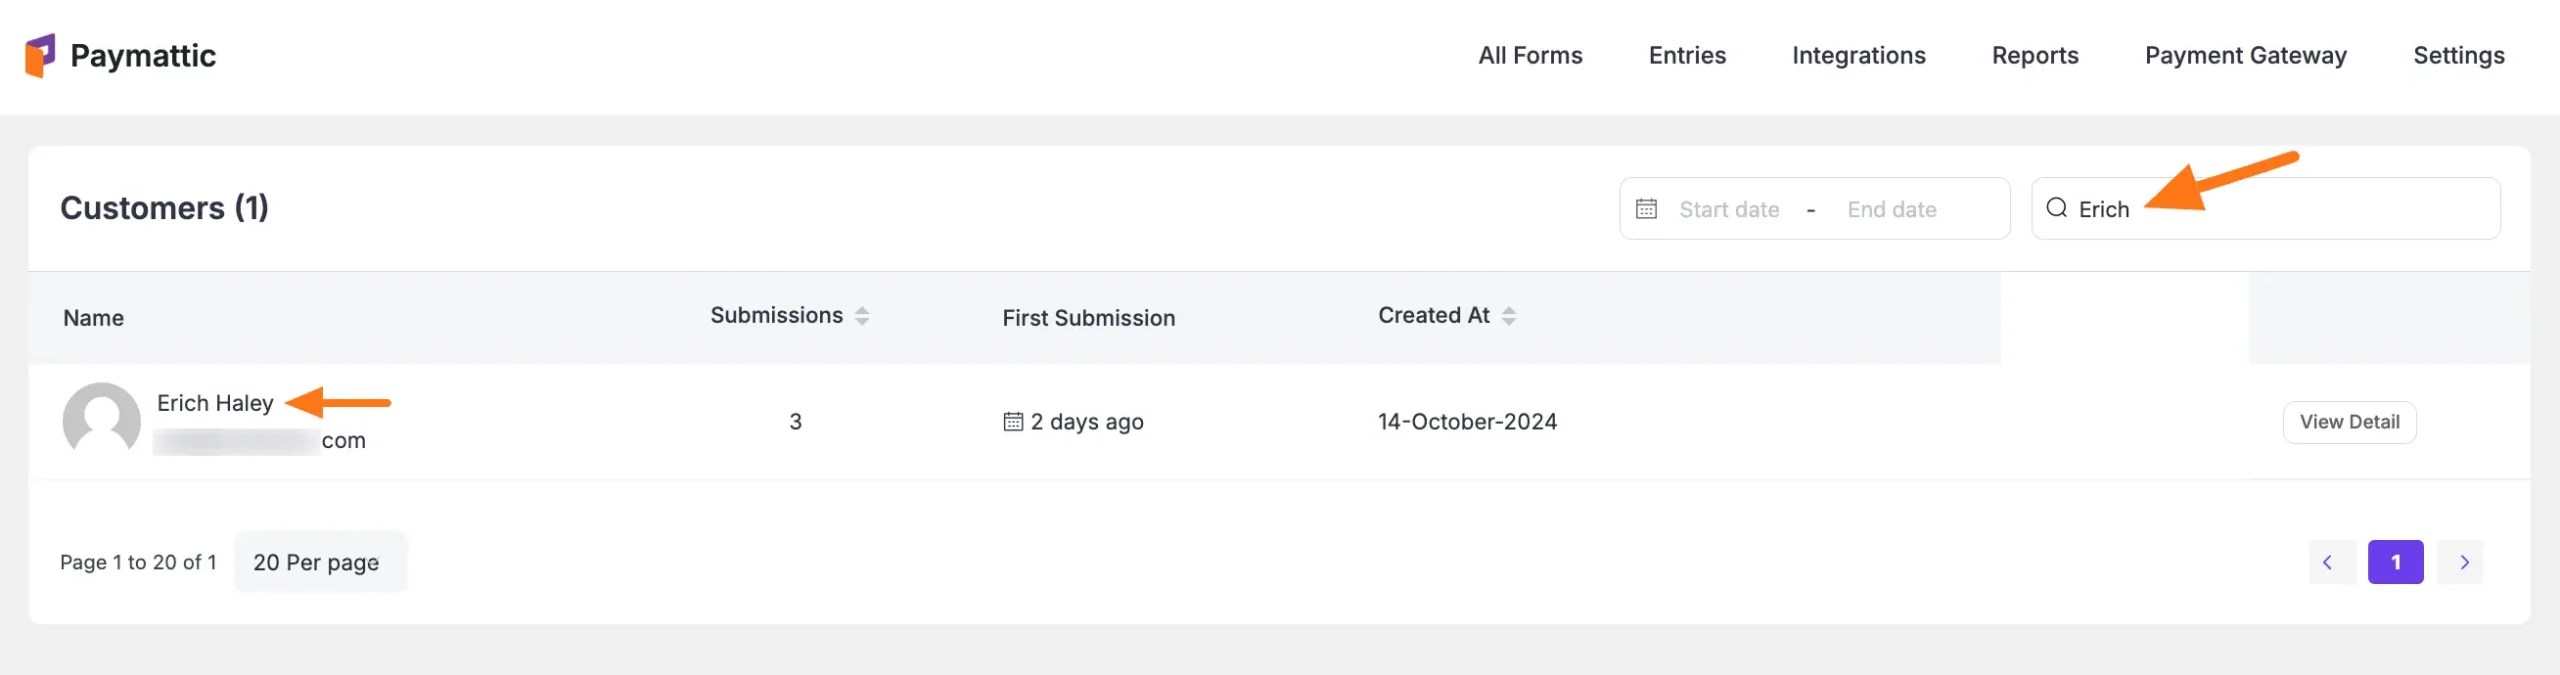 Paymattic
All Forms Entries Integrations Reports Payment Gateway Settings
Customers (1)
Start date - End date
Erich
Name Submissions First Submission Created At
Erich Haley
com
3 2 days ago 14-October-2024 View Detail
Page 1 to 20 of 1 20 Per page 1